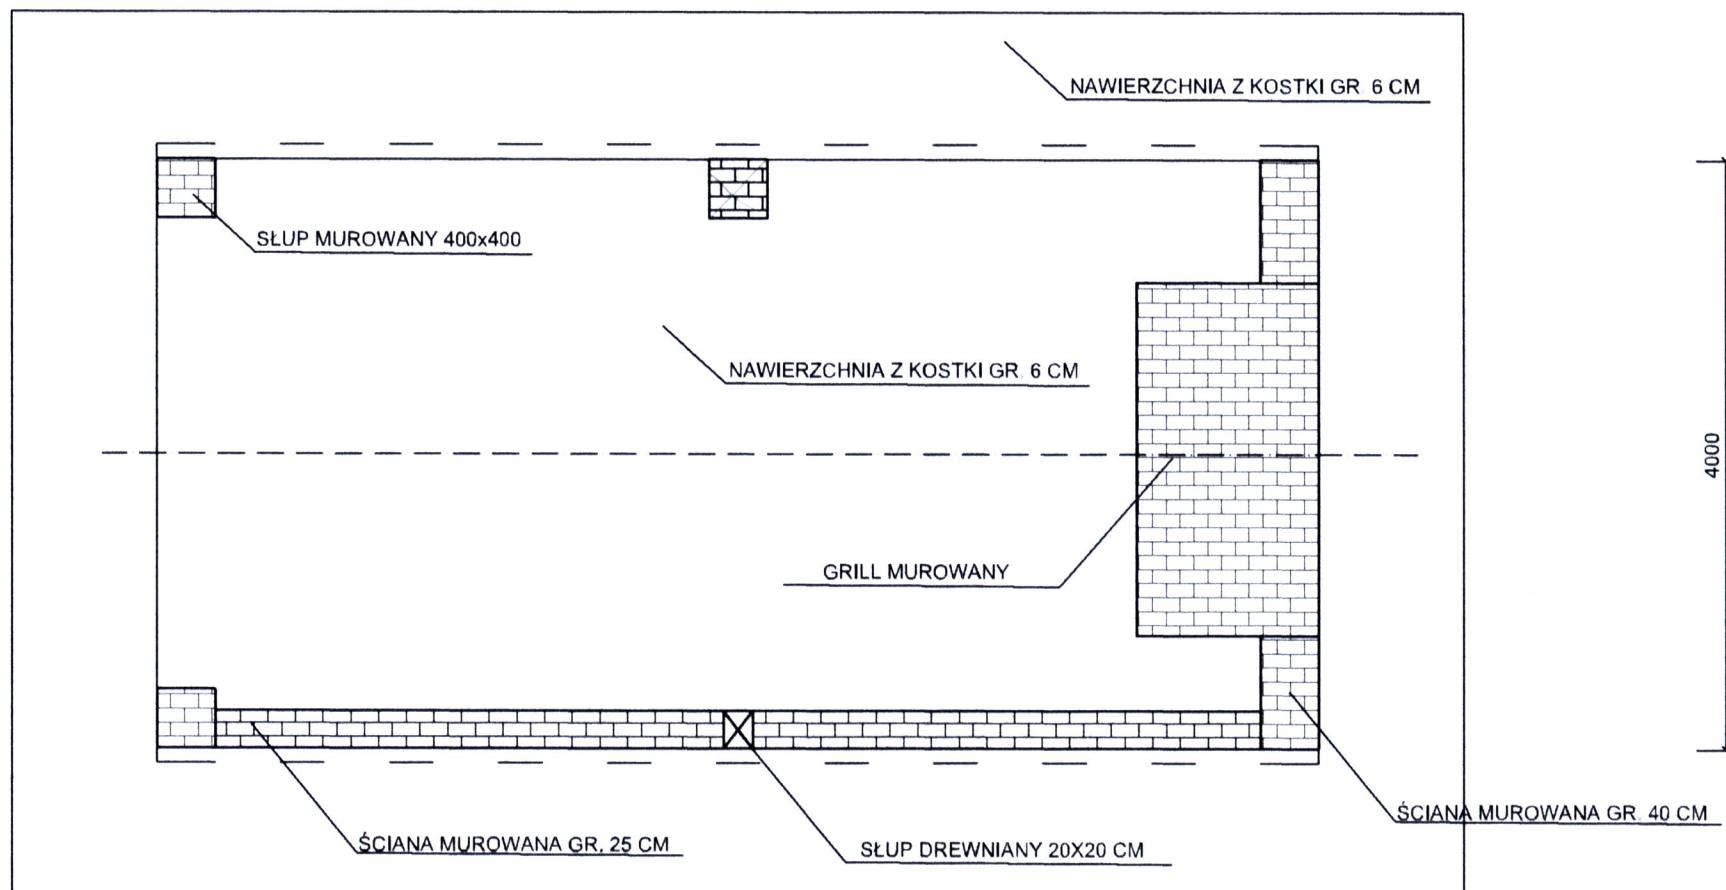 NAWIERZCHNIA Z KOSTKI GR. 6 CM
SŁUP MUROWANY 400x400
NAWIERZCHNIA Z KOSTKI GR. 6 CM
4000
GRILL MUROWANY
ŚCIANA MUROWANA GR. 40 CM
ŚCIANA MUROWANA GR. 25 CM
SŁUP DREWNIANY 20X20 CM